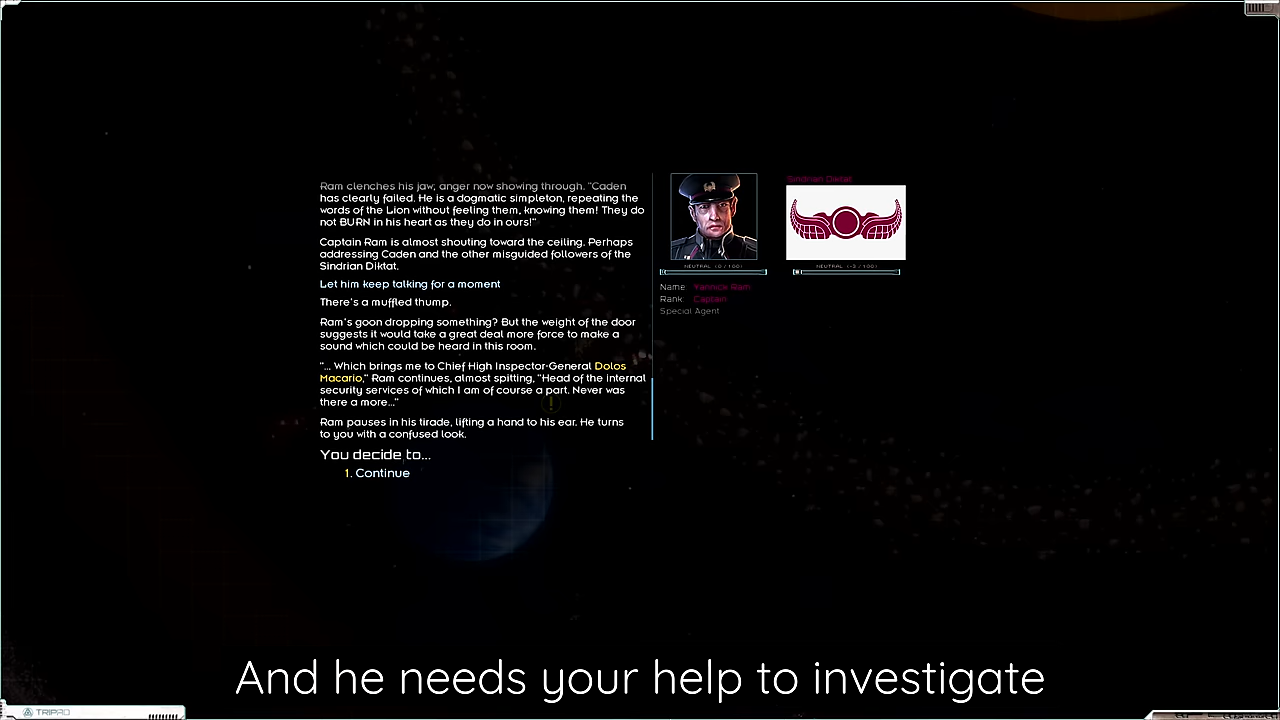 Ram clenches his jaw, anger now showing through. "Caden
has clearly failed. He is a dogmatic simpleton, repeating the
words of the Lion without feeling them, knowing them! They do
not BURN in his heart as they do in ours!"
Captain Ram is almost shouting toward the ceiling. Perhaps
addressing Caden and the other misguided followers of the
Sindrian Diktat.
Let him keep talking for a moment
There's a muffled thump.
Ram's goon dropping something? But the weight of the door
suggests it would take a great deal more force to make a
sound which could be heard in this room.
"... Which brings me to Chief High Inspector-General Dolos
Macario," Ram continues, almost spitting, "Head of the internal
security services of which I am of course a part. Never was
there a more..."
Ram pauses in his tirade, lifting a hand to his ear. He turns
to you with a confused look.
You decide to...
1. Continue
NEUTRAL (0 / 100)
Name: Yannick Ram
Rank: Captain
Special Agent
Sindrian Diktat
NEUTRAL (-3 / 100)
And he needs your help to investigate
TRIPAD